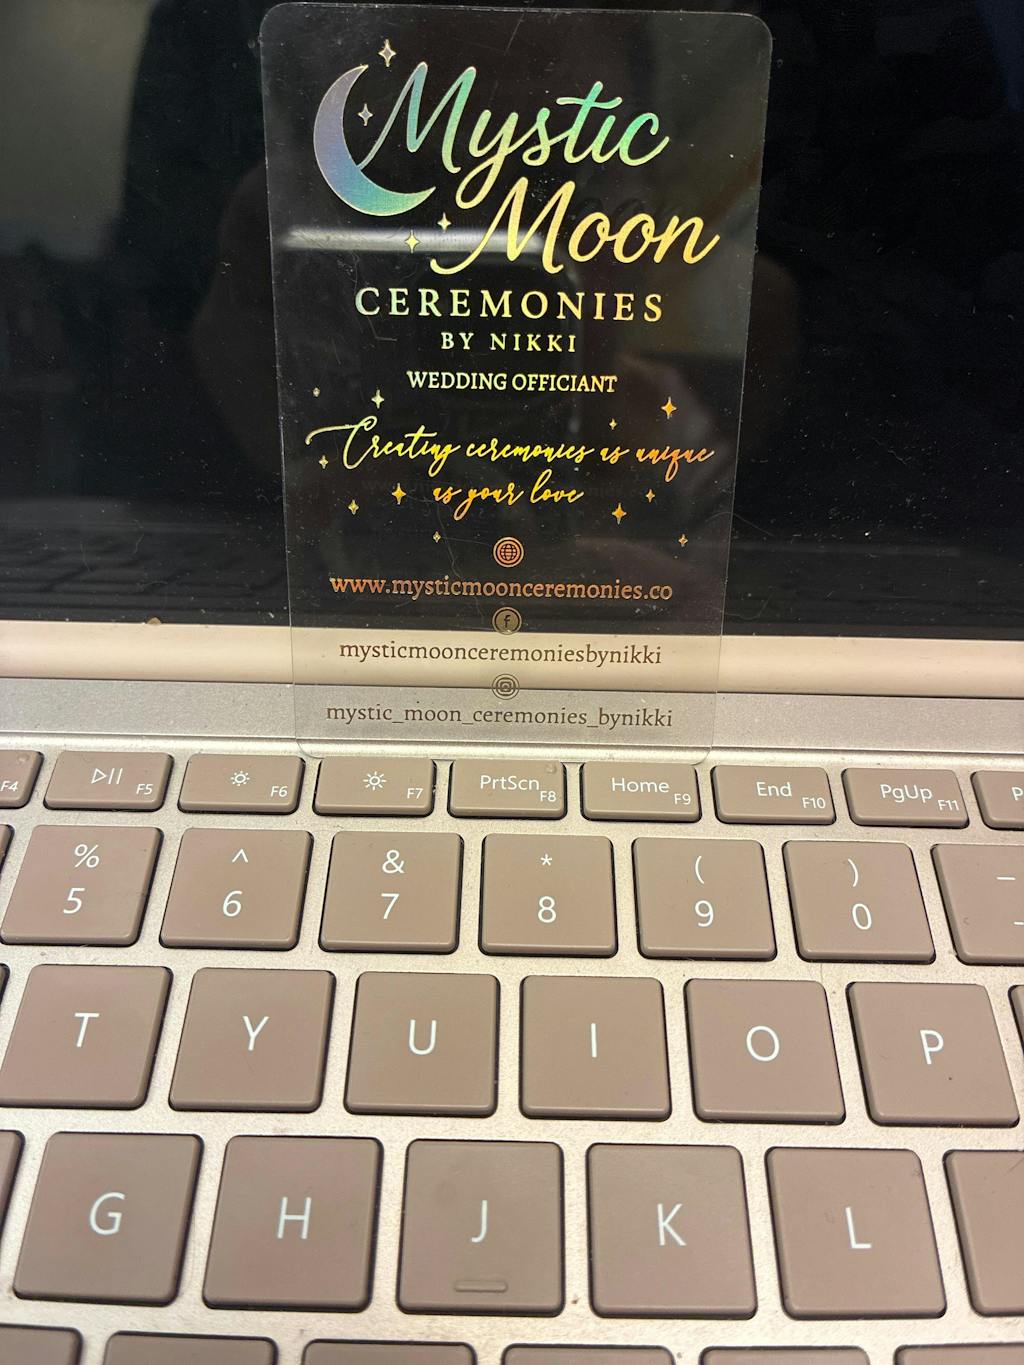 Mystic
Moon
CEREMONIES
BY NIKKI
WEDDING OFFICIANT
Creating ceremonies as unique
as your love
www.mysticmoonceremonies.co
f
mysticmoonceremoniesbynikki
mystic_moon_ceremonies_bynikki
F4 F5 F6 F7 PrtScn F8 Home F9 End F10 PgUp F11 P
% ^ & * ( ) –
5 6 7 8 9 0 -
T Y U I O P
G H J K L